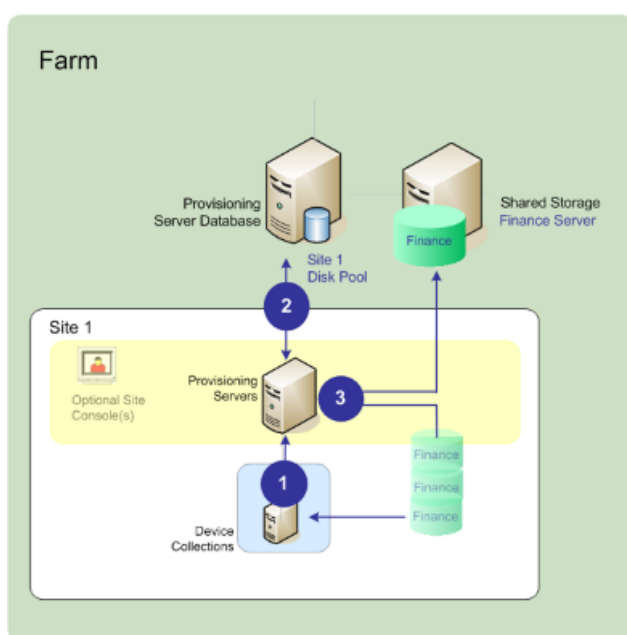 Farm
Provisioning
Server Database
Shared Storage
Finance Server
Finance
Site 1
Disk Pool
2
Site 1
Optional Site
Console(s)
Provisioning
Servers
3
Finance
Finance
Finance
1
Device
Collections